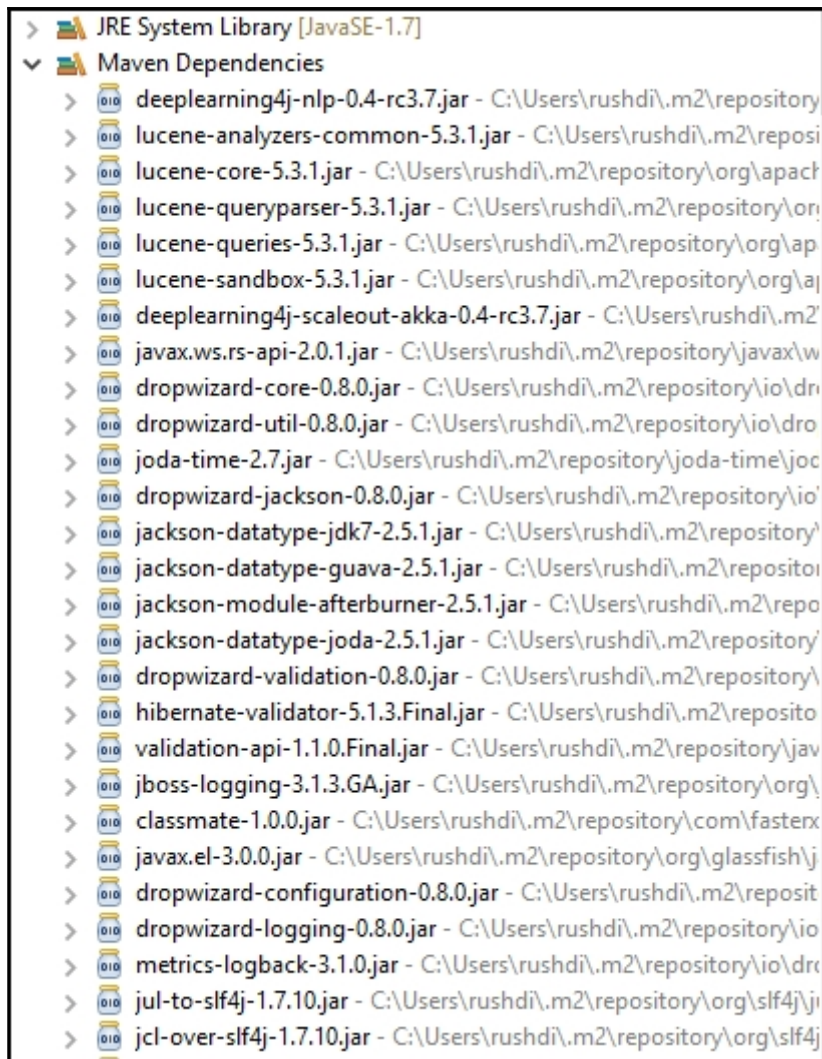 JRE System Library [JavaSE-1.7]
Maven Dependencies
deeplearning4j-nlp-0.4-rc3.7.jar - C:\Users\rushdi\.m2\repository
lucene-analyzers-common-5.3.1.jar - C:\Users\rushdi\.m2\reposi
lucene-core-5.3.1.jar - C:\Users\rushdi\.m2\repository\org\apach
lucene-queryparser-5.3.1.jar - C:\Users\rushdi\.m2\repository\org
lucene-queries-5.3.1.jar - C:\Users\rushdi\.m2\repository\org\ap
lucene-sandbox-5.3.1.jar - C:\Users\rushdi\.m2\repository\org\a
deeplearning4j-scaleout-akka-0.4-rc3.7.jar - C:\Users\rushdi\.m2
javax.ws.rs-api-2.0.1.jar - C:\Users\rushdi\.m2\repository\javax\w
dropwizard-core-0.8.0.jar - C:\Users\rushdi\.m2\repository\io\dr
dropwizard-util-0.8.0.jar - C:\Users\rushdi\.m2\repository\io\dro
joda-time-2.7.jar - C:\Users\rushdi\.m2\repository\joda-time\jod
dropwizard-jackson-0.8.0.jar - C:\Users\rushdi\.m2\repository\io\
jackson-datatype-jdk7-2.5.1.jar - C:\Users\rushdi\.m2\repository\
jackson-datatype-guava-2.5.1.jar - C:\Users\rushdi\.m2\reposito
jackson-module-afterburner-2.5.1.jar - C:\Users\rushdi\.m2\repo
jackson-datatype-joda-2.5.1.jar - C:\Users\rushdi\.m2\repository
dropwizard-validation-0.8.0.jar - C:\Users\rushdi\.m2\repository\
hibernate-validator-5.1.3.Final.jar - C:\Users\rushdi\.m2\reposito
validation-api-1.1.0.Final.jar - C:\Users\rushdi\.m2\repository\jav
jboss-logging-3.1.3.GA.jar - C:\Users\rushdi\.m2\repository\org\
classmate-1.0.0.jar - C:\Users\rushdi\.m2\repository\com\fasterx
javax.el-3.0.0.jar - C:\Users\rushdi\.m2\repository\org\glassfish\j
dropwizard-configuration-0.8.0.jar - C:\Users\rushdi\.m2\reposit
dropwizard-logging-0.8.0.jar - C:\Users\rushdi\.m2\repository\io
metrics-logback-3.1.0.jar - C:\Users\rushdi\.m2\repository\io\dr
jul-to-slf4j-1.7.10.jar - C:\Users\rushdi\.m2\repository\org\slf4j\j
jcl-over-slf4j-1.7.10.jar - C:\Users\rushdi\.m2\repository\org\slf4j